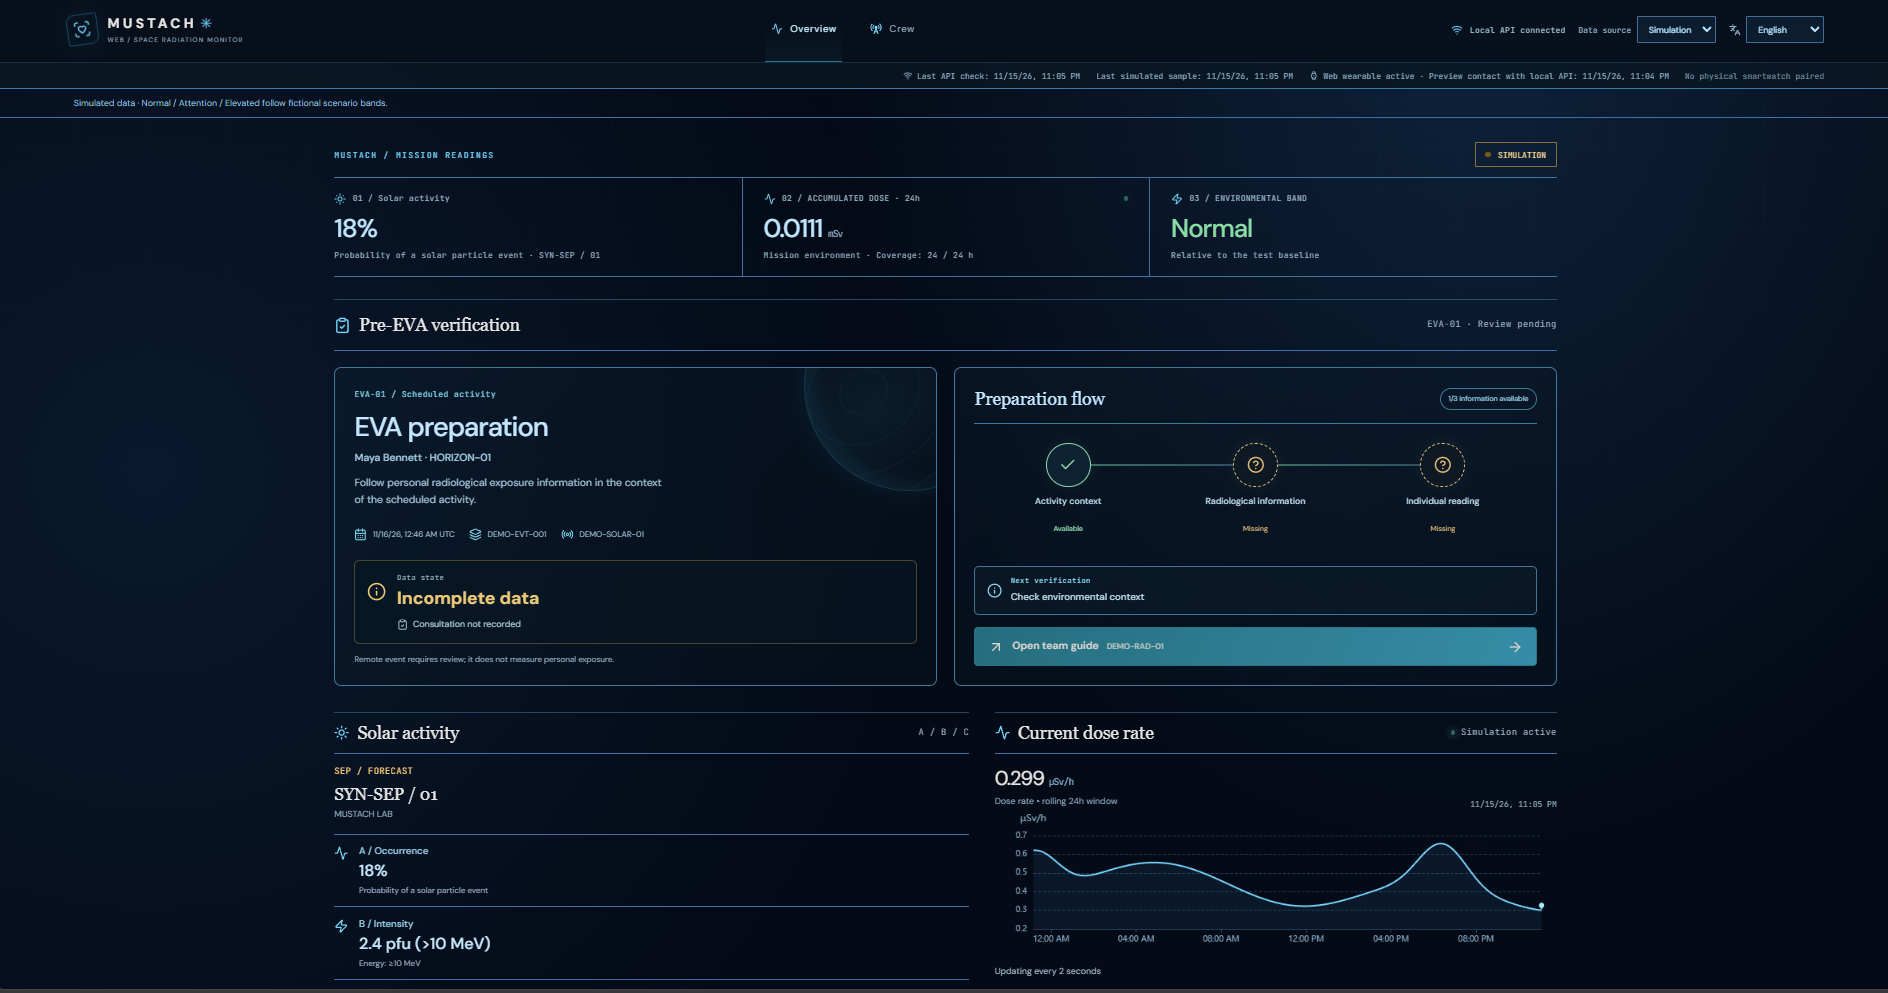 MUSTACH
WEB / SPACE RADIATION MONITOR
Overview
Crew
Local API connected
Data source
Simulation
English
Last API check: 11/15/26, 11:05 PM
Last simulated sample: 11/15/26, 11:05 PM
Web wearable active · Preview contact with local API: 11/15/26, 11:04 PM
No physical smartwatch paired
Simulated data · Normal / Attention / Elevated follow fictional scenario bands.
MUSTACH / MISSION READINGS
SIMULATION
01 / Solar activity
18%
Probability of a solar particle event · SYN-SEP / 01
02 / ACCUMULATED DOSE · 24h
0.0111 mSv
Mission environment · Coverage: 24 / 24 h
03 / ENVIRONMENTAL BAND
Normal
Relative to the test baseline
Pre-EVA verification
EVA-01 · Review pending
EVA-01 / Scheduled activity
EVA preparation
Maya Bennett · HORIZON-01
Follow personal radiological exposure information in the context
of the scheduled activity.
11/16/26, 12:46 AM UTC
DEMO-EVT-001
DEMO-SOLAR-01
Data state
Incomplete data
Consultation not recorded
Remote event requires review; it does not measure personal exposure.
Preparation flow
1/3 information available
Activity context
Available
Radiological information
Missing
Individual reading
Missing
Next verification
Check environmental context
Open team guide DEMO-RAD-01
Solar activity
A / B / C
SEP / FORECAST
SYN-SEP / 01
MUSTACH LAB
A / Occurrence
18%
Probability of a solar particle event
B / Intensity
2.4 pfu (>10 MeV)
Energy: ≥10 MeV
Current dose rate
Simulation active
0.299 µSv/h
Dose rate • rolling 24h window
11/15/26, 11:05 PM
µSv/h
0.7
0.6
0.5
0.4
0.3
0.2
12:00 AM
04:00 AM
08:00 AM
12:00 PM
04:00 PM
08:00 PM
Updating every 2 seconds